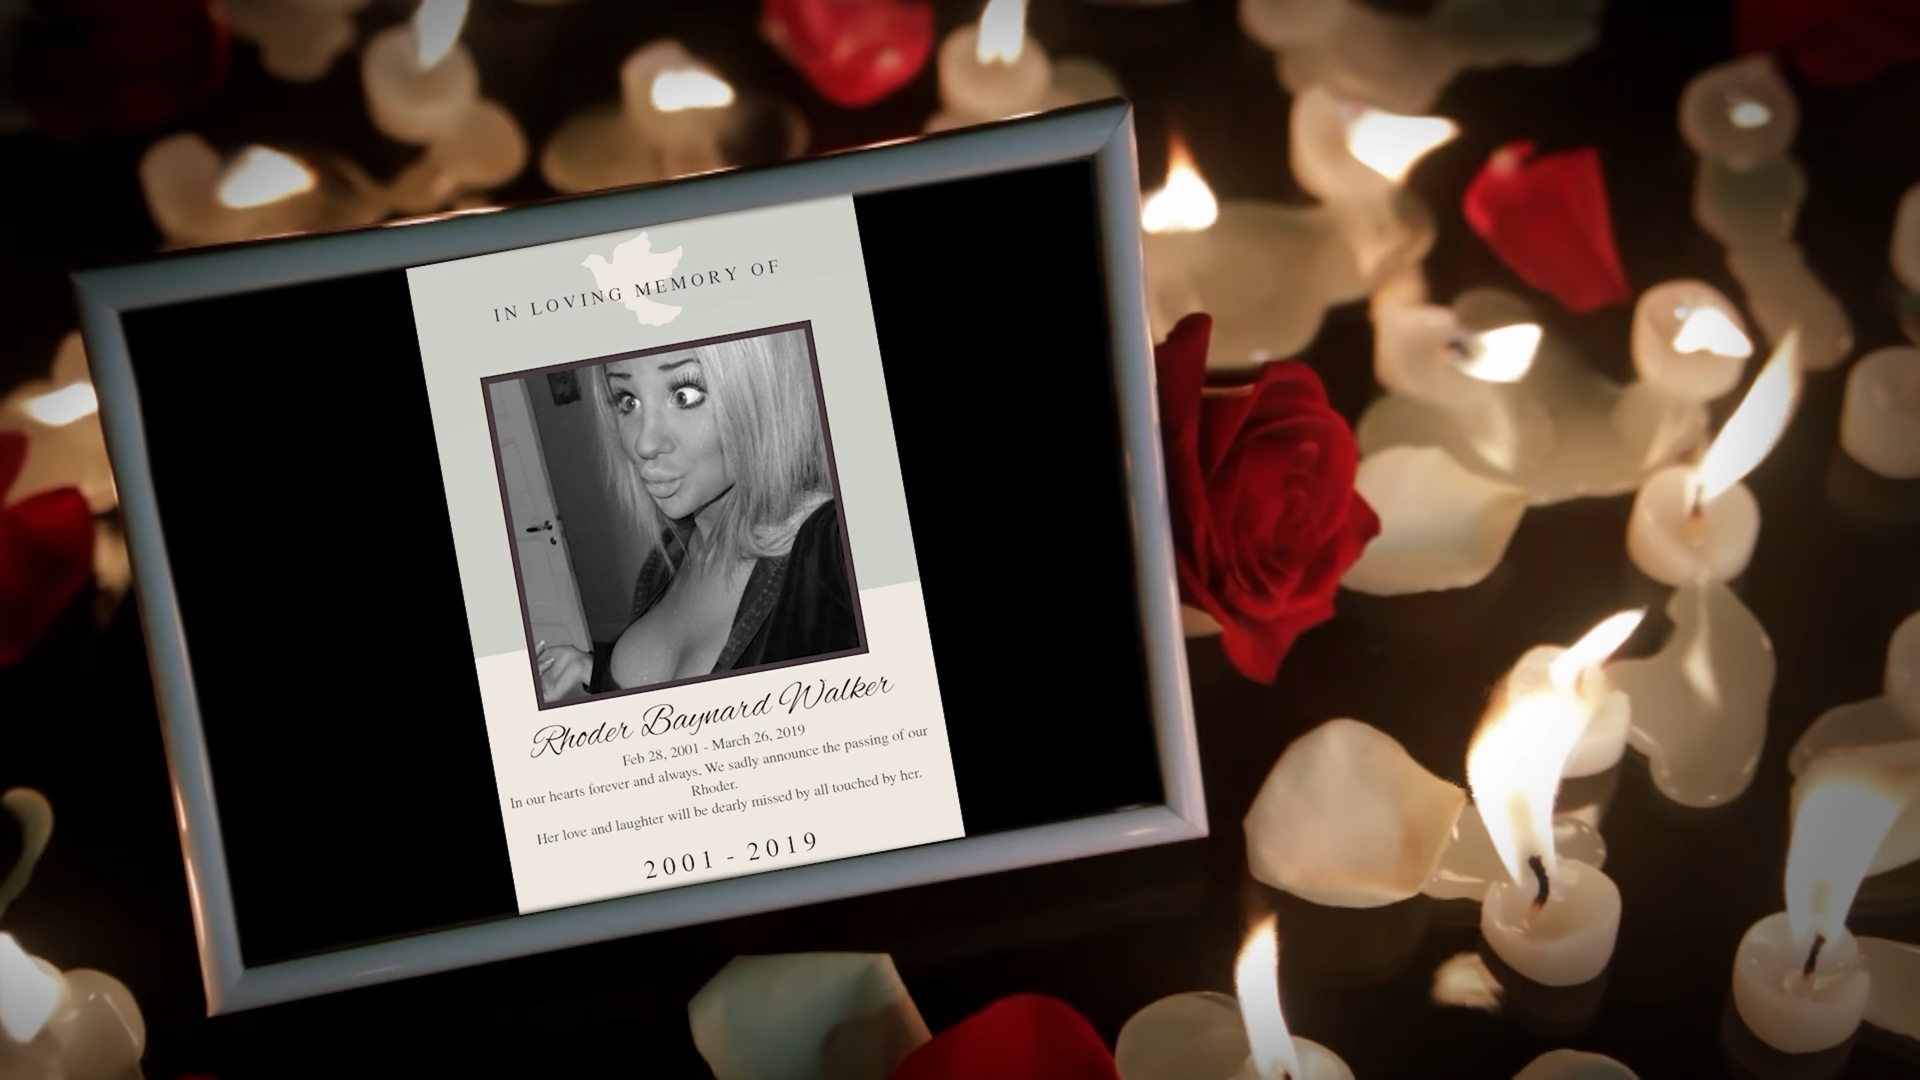 IN LOVING MEMORY OF
Rhoder Baynard Walker
Feb 28, 2001 - March 26, 2019
In our hearts forever and always. We sadly announce the passing of our
Rhoder.
Her love and laughter will be dearly missed by all touched by her.
2001 - 2019